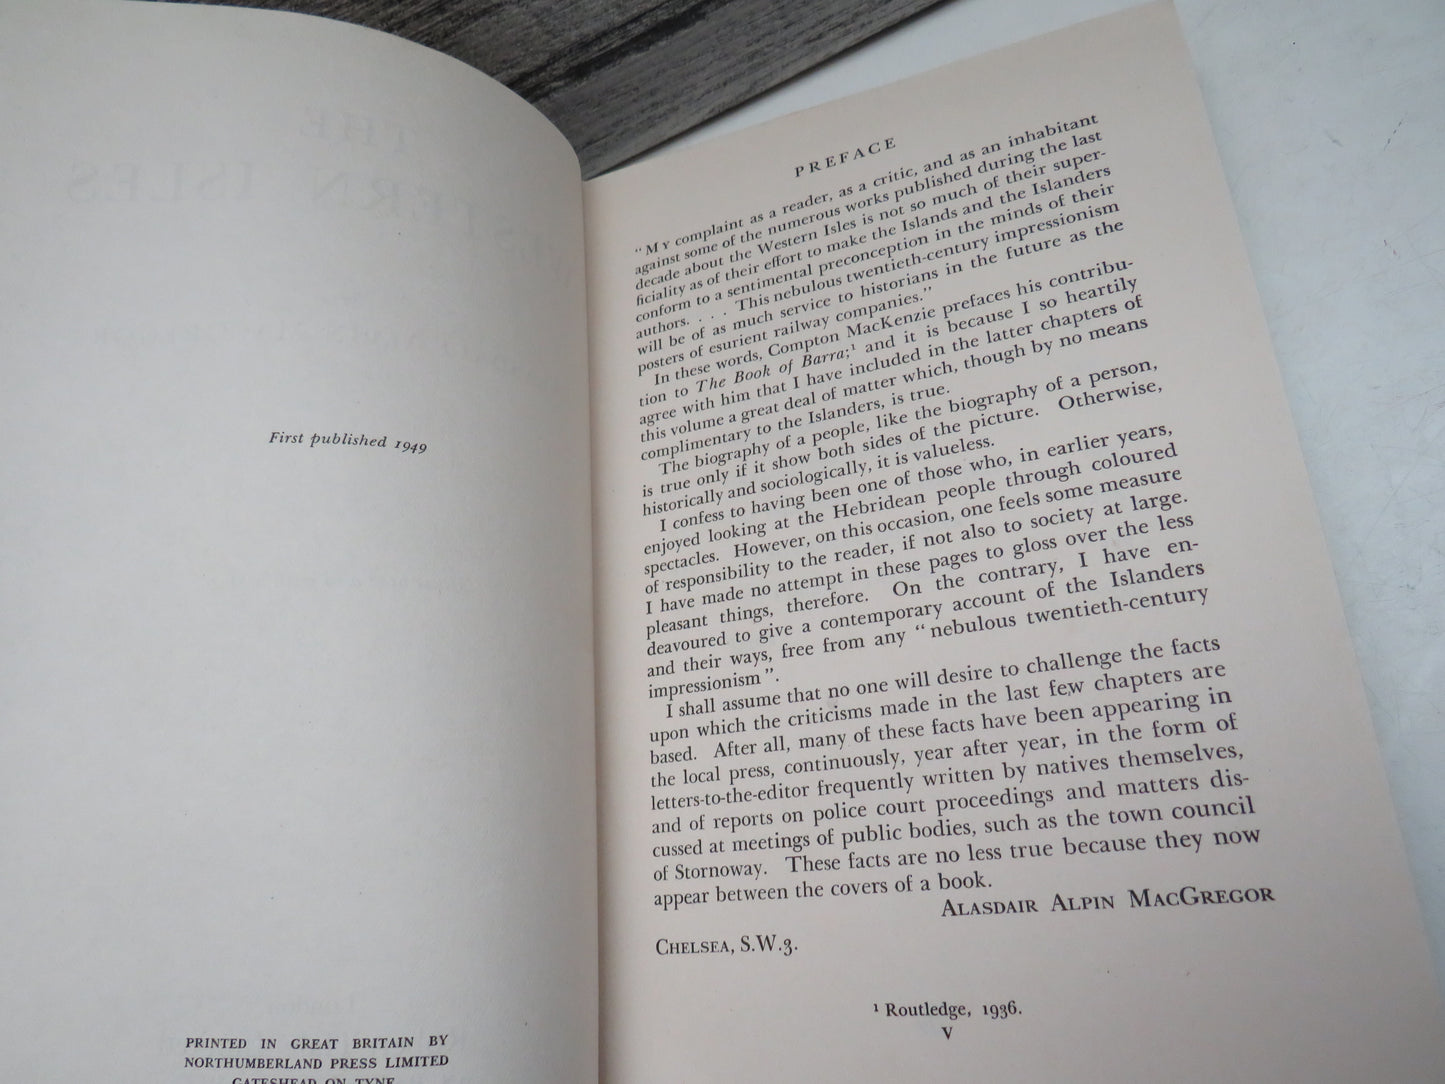 First published 1949
PRINTED IN GREAT BRITAIN BY
NORTHUMBERLAND PRESS LIMITED
GATESHEAD ON TYNE
PREFACE
“MY complaint as a reader, as a critic, and as an inhabitant
against some of the numerous works published during the last
decade about the Western Isles is not so much of their super-
ficiality as of their effort to make the Islands and the Islanders
conform to a sentimental preconception in the minds of their
authors. . . . This nebulous twentieth-century impressionism
will be of as much service to historians in the future as the
posters of esurient railway companies.”
In these words, Compton MacKenzie prefaces his contribu-
tion to The Book of Barra;¹ and it is because I so heartily
agree with him that I have included in the latter chapters of
this volume a great deal of matter which, though by no means
complimentary to the Islanders, is true.
The biography of a people, like the biography of a person,
is true only if it show both sides of the picture. Otherwise,
historically and sociologically, it is valueless.
I confess to having been one of those who, in earlier years,
enjoyed looking at the Hebridean people through coloured
spectacles. However, on this occasion, one feels some measure
of responsibility to the reader, if not also to society at large.
I have made no attempt in these pages to gloss over the less
pleasant things, therefore. On the contrary, I have en-
deavoured to give a contemporary account of the Islanders
and their ways, free from any “nebulous twentieth-century
impressionism”.
I shall assume that no one will desire to challenge the facts
upon which the criticisms made in the last few chapters are
based. After all, many of these facts have been appearing in
the local press, continuously, year after year, in the form of
letters-to-the-editor frequently written by natives themselves,
and of reports on police court proceedings and matters dis-
cussed at meetings of public bodies, such as the town council
of Stornoway. These facts are no less true because they now
appear between the covers of a book.
ALASDAIR ALPIN MACGREGOR
CHELSEA, S.W.3.
¹ Routledge, 1936.
V